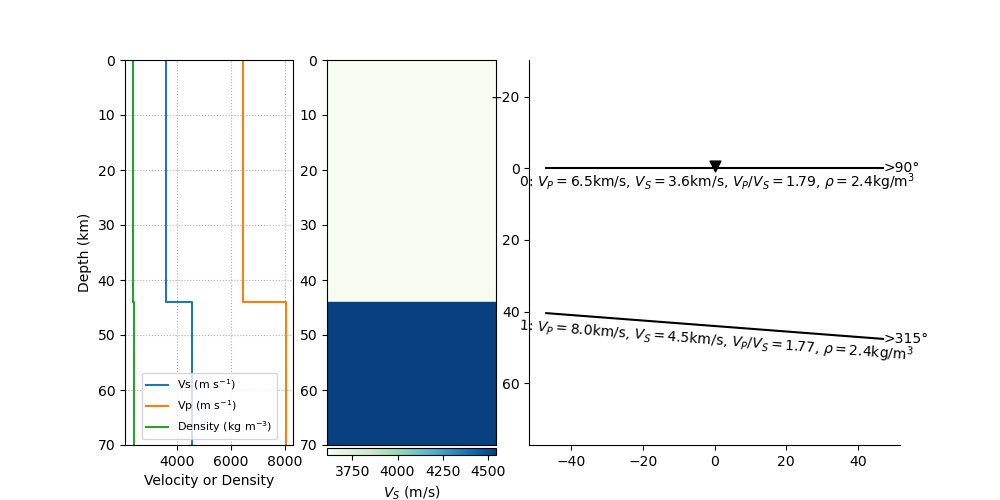 0
10
20
30
40
50
60
70
Depth (km)
4000 6000 8000
Velocity or Density
Vs (m s⁻¹)
Vp (m s⁻¹)
Density (kg m⁻³)
0
10
20
30
40
50
60
70
3750 4000 4250 4500
V_S (m/s)
−20
0
20
40
60
−40 −20 0 20 40
>90°
0: V_P = 6.5km/s, V_S = 3.6km/s, V_P/V_S = 1.79, ρ = 2.4kg/m³
>315°
1: V_P = 8.0km/s, V_S = 4.5km/s, V_P/V_S = 1.77, ρ = 2.4kg/m³